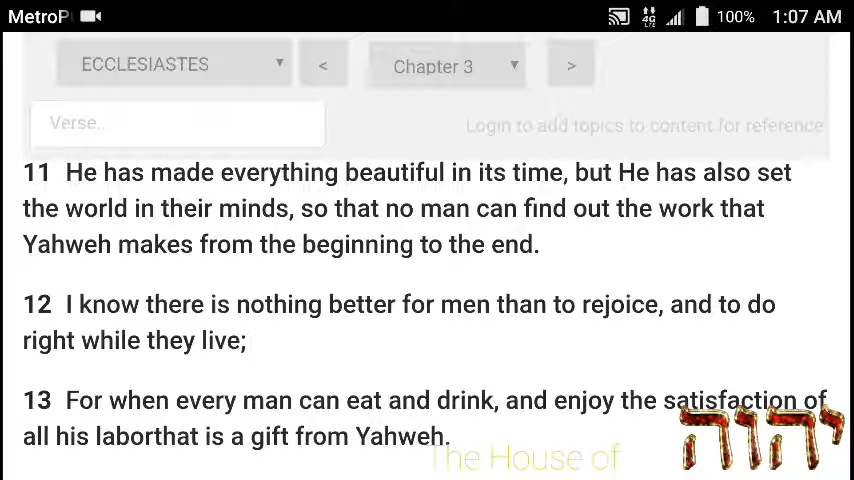 MetroP
4G
LTE
100%
1:07 AM
ECCLESIASTES
<
Chapter 3
>
Verse..
Login to add topics to content for reference
11 He has made everything beautiful in its time, but He has also set
the world in their minds, so that no man can find out the work that
Yahweh makes from the beginning to the end.
12 I know there is nothing better for men than to rejoice, and to do
right while they live;
13 For when every man can eat and drink, and enjoy the satisfaction of
all his laborthat is a gift from Yahweh.
The House of
יהוה